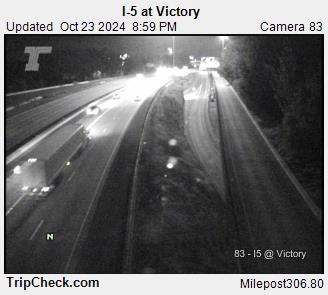 I-5 at Victory
Updated Oct 23 2024 8:59 PM Camera 83
T
N
83 - I5 @ Victory
TripCheck.com Milepost306.80